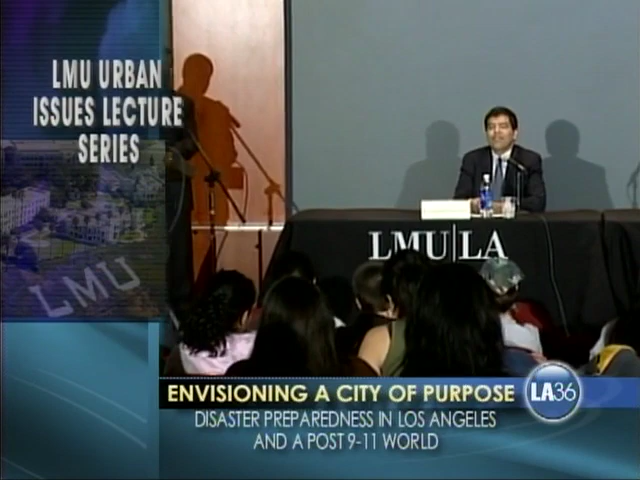 LMU URBAN
ISSUES LECTURE
SERIES
LMU
LMU|LA
ENVISIONING A CITY OF PURPOSE
LA36
DISASTER PREPAREDNESS IN LOS ANGELES
AND A POST 9-11 WORLD